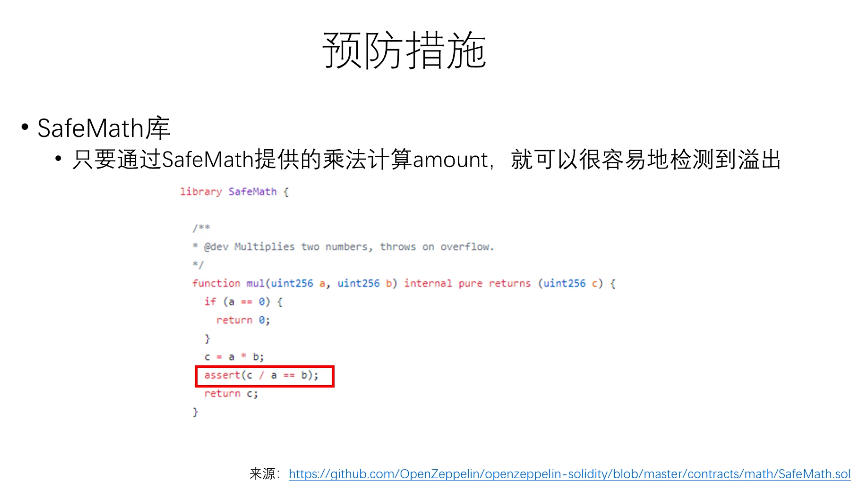 预防措施
• SafeMath库
• 只要通过SafeMath提供的乘法计算amount，就可以很容易地检测到溢出
library SafeMath {
/**
* @dev Multiplies two numbers, throws on overflow.
*/
function mul(uint256 a, uint256 b) internal pure returns (uint256 c) {
if (a == 0) {
return 0;
}
c = a * b;
assert(c / a == b);
return c;
}
来源：https://github.com/OpenZeppelin/openzeppelin-solidity/blob/master/contracts/math/SafeMath.sol